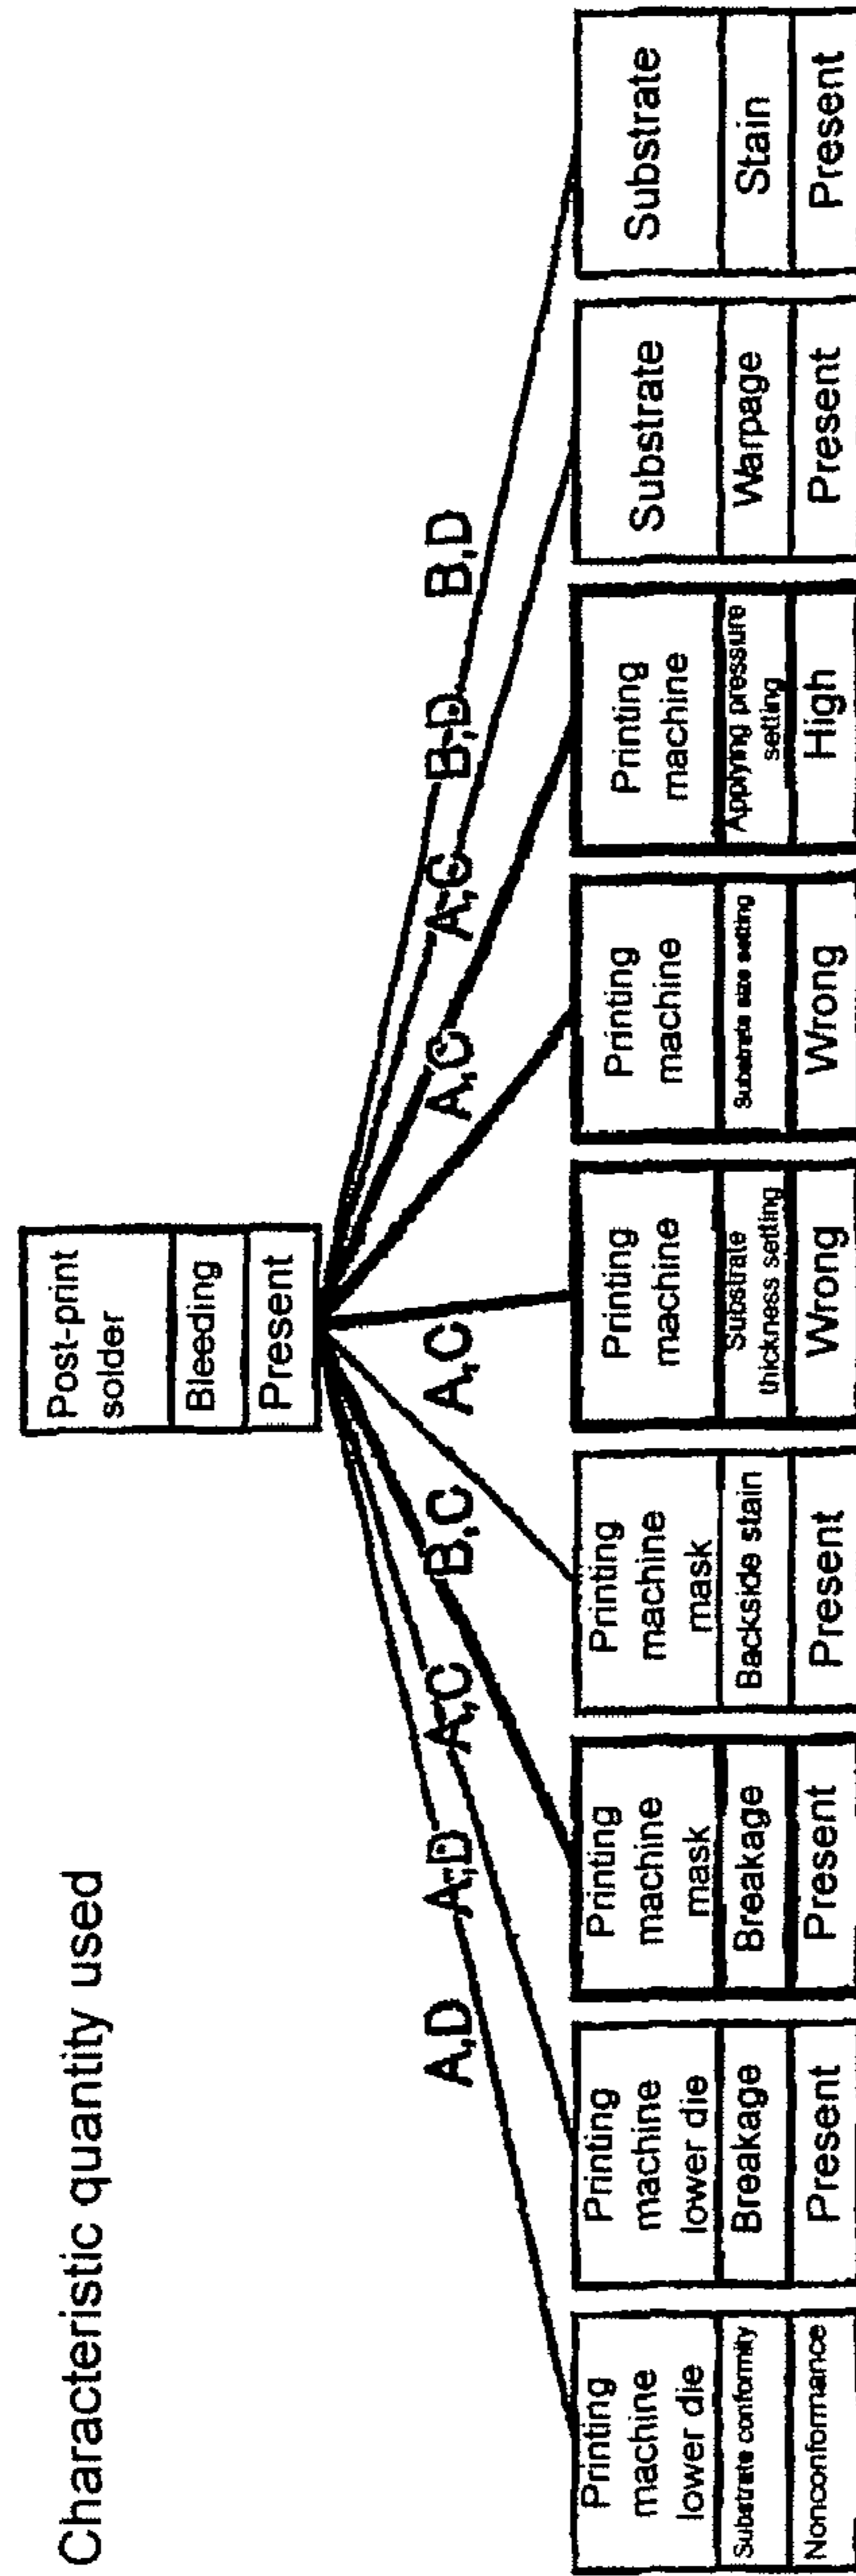 Characteristic quantity used
Post-print
solder
Bleeding
Present
A,D
A,D
A,C
B,C
A,C
A,C
A,C
B,D
B,D
Printing
machine
lower die
Substrate conformity
Nonconformance
Printing
machine
lower die
Breakage
Present
Printing
machine
mask
Breakage
Present
Printing
machine
mask
Backside stain
Present
Printing
machine
Substrate
thickness setting
Wrong
Printing
machine
Substrate size setting
Wrong
Printing
machine
Applying pressure
setting
High
Substrate
Warpage
Present
Substrate
Stain
Present